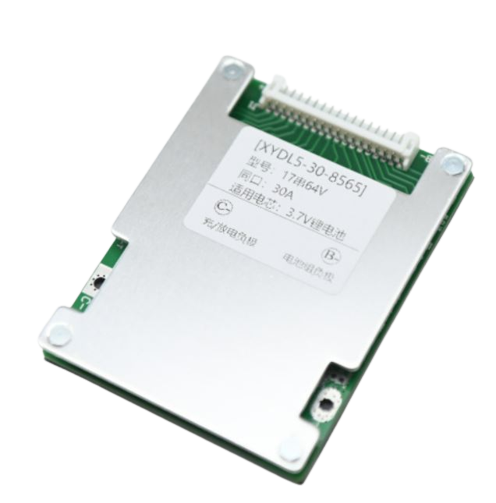 [XYDL5-30-8565]
型号：17串64V
同口：30A
适用电芯：3.7V锂电池
C-
B-
充/放电负极
电池组负极
C-